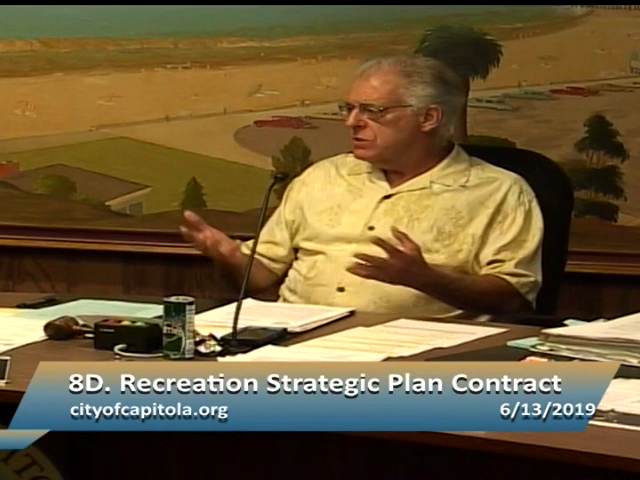 8D. Recreation Strategic Plan Contract
cityofcapitola.org 6/13/2019